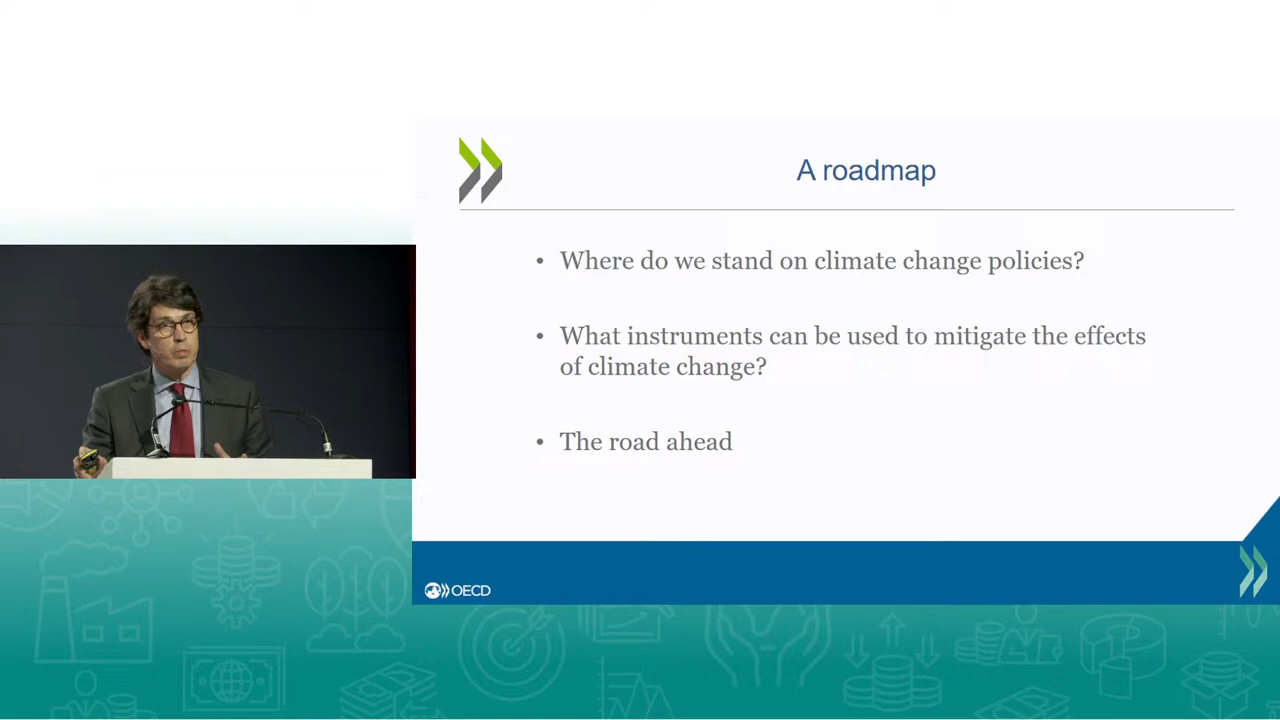 A roadmap
• Where do we stand on climate change policies?
• What instruments can be used to mitigate the effects
of climate change?
• The road ahead
OECD